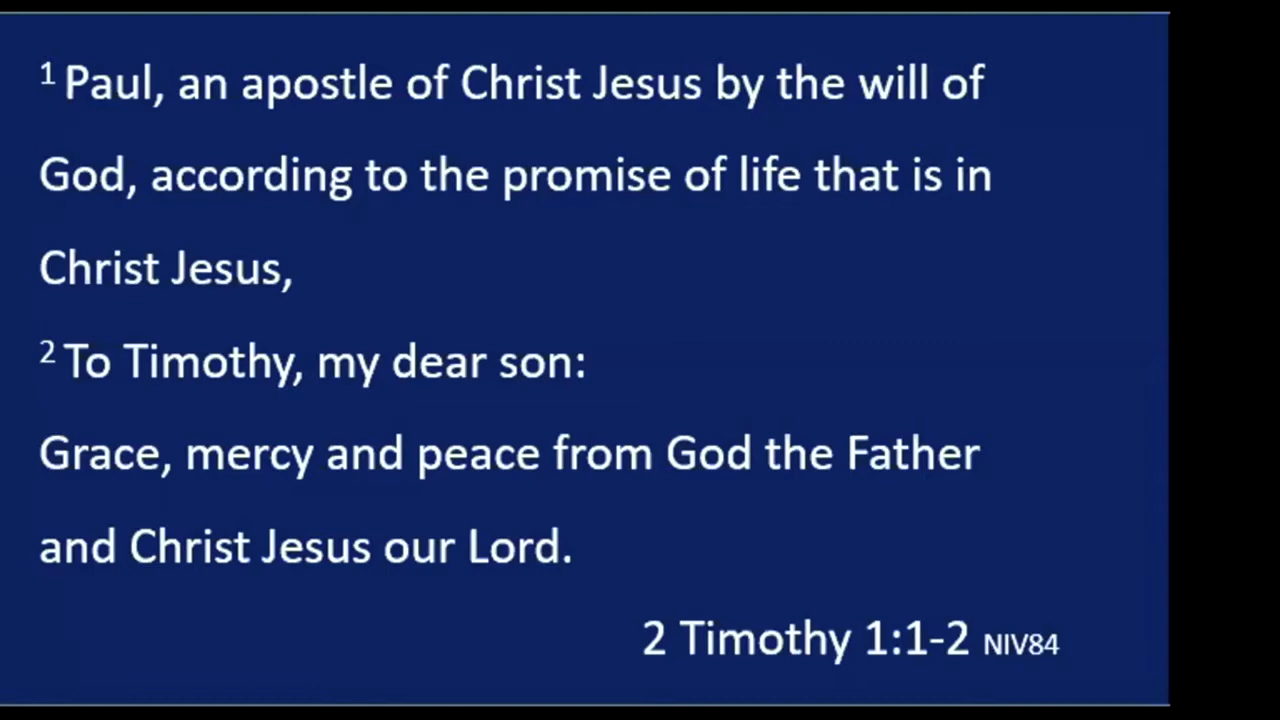 1 Paul, an apostle of Christ Jesus by the will of
God, according to the promise of life that is in
Christ Jesus,
2 To Timothy, my dear son:
Grace, mercy and peace from God the Father
and Christ Jesus our Lord.
2 Timothy 1:1-2 NIV84